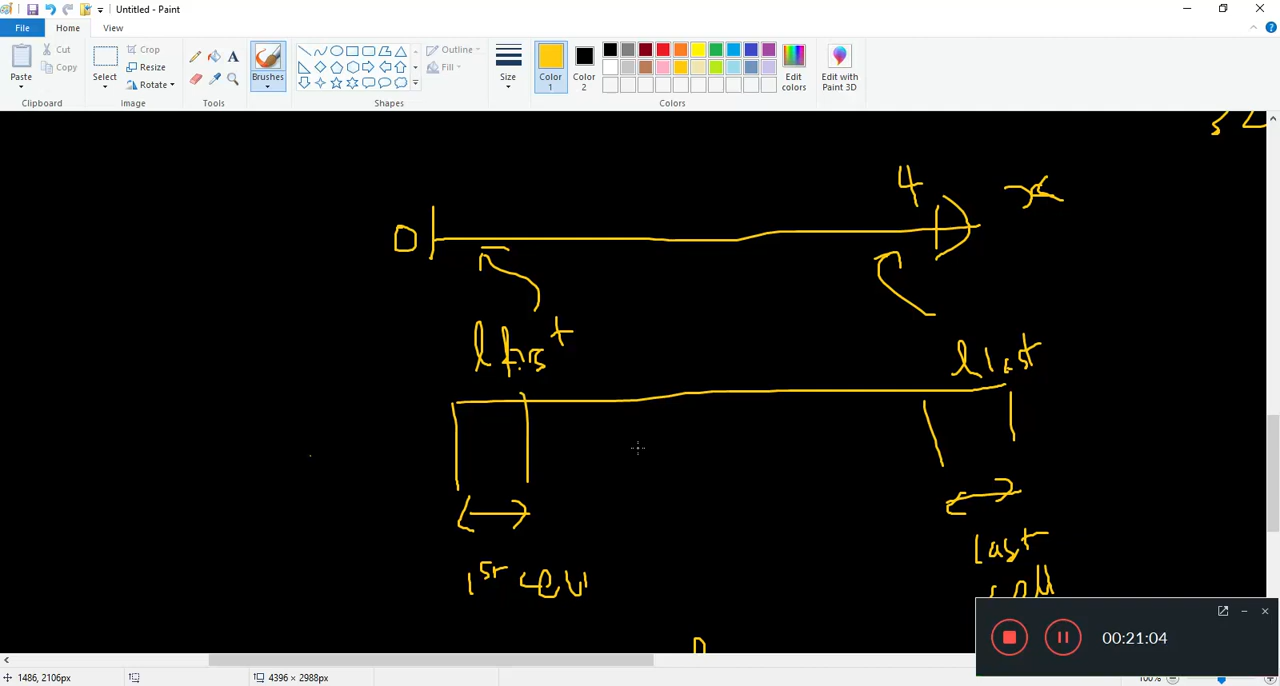 Untitled - Paint
File Home View
Cut
Copy
Paste
Clipboard
Crop
Resize
Rotate
Select
Image
A
Tools
Brushes
Shapes
Outline
Fill
Size
Color 1
Color 2
Colors
Edit colors
Edit with Paint 3D
4
x
0
l first
l last
1st cell
last
cell
00:21:04
1486, 2106px
4396 × 2988px
100%